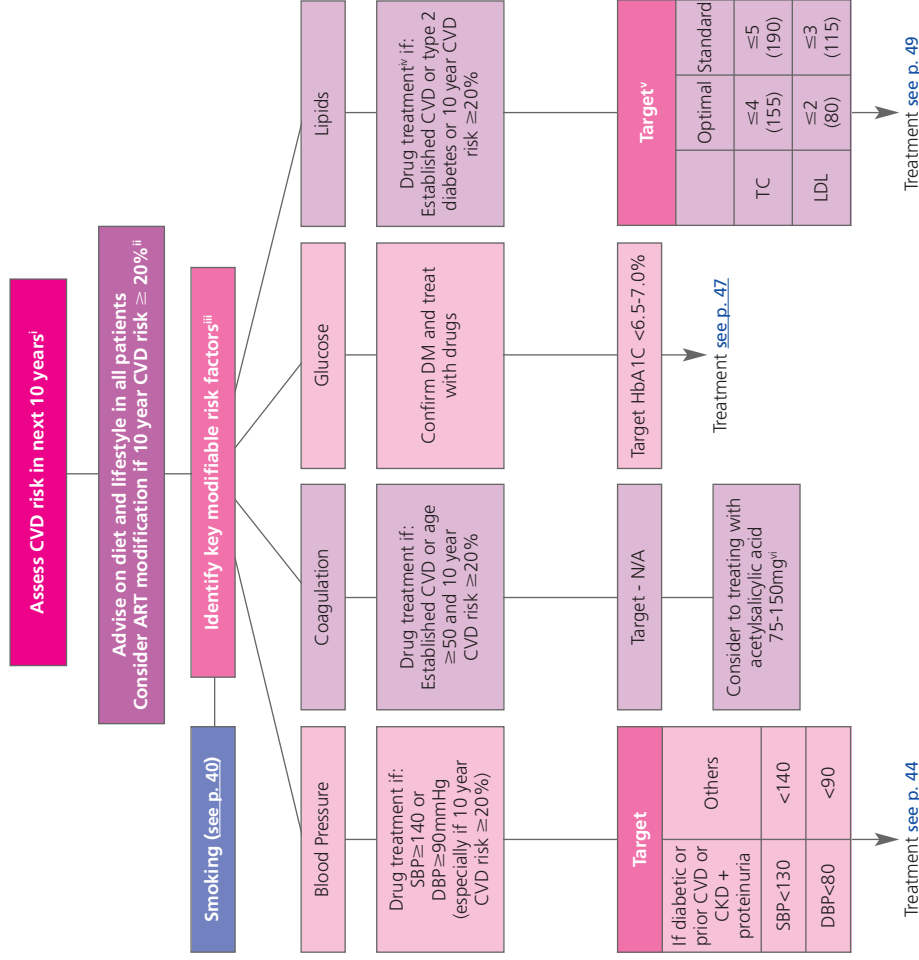 Assess CVD risk in next 10 yearsⁱ
Advise on diet and lifestyle in all patients
Consider ART modification if 10 year CVD risk ≥ 20%ⁱⁱ
Smoking (see p. 40)
Identify key modifiable risk factorsⁱⁱⁱ
Blood Pressure
Coagulation
Glucose
Lipids
Drug treatment if:
SBP≥140 or
DBP≥90mmHg
(especially if 10 year
CVD risk ≥20%)
Drug treatment if:
Established CVD or age
≥50 and 10 year
CVD risk ≥20%
Confirm DM and treat
with drugs
Drug treatmentⁱᵛ if:
Established CVD or type 2
diabetes or 10 year CVD
risk ≥20%
Target
If diabetic or
prior CVD or
CKD +
proteinuria
Others
SBP<130
<140
DBP<80
<90
Treatment see p. 44
Target - N/A
Consider to treating with
acetylsalicylic acid
75-150mgᵛⁱ
Target HbA1C <6.5-7.0%
Treatment see p. 47
Targetᵛ
Optimal Standard
TC
≤4
(155)
≤5
(190)
LDL
≤2
(80)
≤3
(115)
Treatment see p. 49